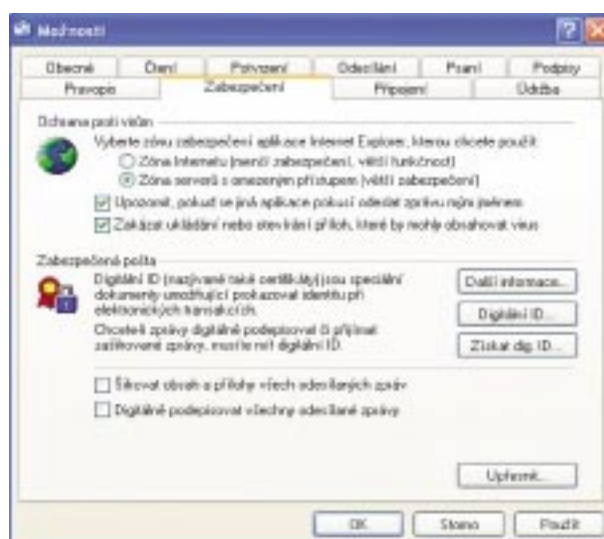 Možnosti
Obecné Čtení Potvrzení Odesílání Psaní Podpisy
Pravopis Zabezpečení Připojení Údržba
Ochrana proti virům
Vyberte zónu zabezpečení aplikace Internet Explorer, kterou chcete použít:
Zóna Internetu (menší zabezpečení, větší funkčnost)
Zóna serverů s omezeným přístupem (větší zabezpečení)
Upozornit, pokud se jiná aplikace pokusí odeslat zprávu mým jménem
Zakázat ukládání nebo otevírání příloh, které by mohly obsahovat virus
Zabezpečená pošta
Digitální ID (nazývané také certifikáty) jsou speciální
dokumenty umožňující prokazovat identitu při
elektronických transakcích.
Další informace...
Digitální ID...
Chcete-li zprávy digitálně podepisovat či přijímat
zašifrované zprávy, musíte mít digitální ID.
Získat dig. ID...
Šifrovat obsah a přílohy všech odesílaných zpráv
Digitálně podepisovat všechny odesílané zprávy
Upřesnit...
OK Storno Použít